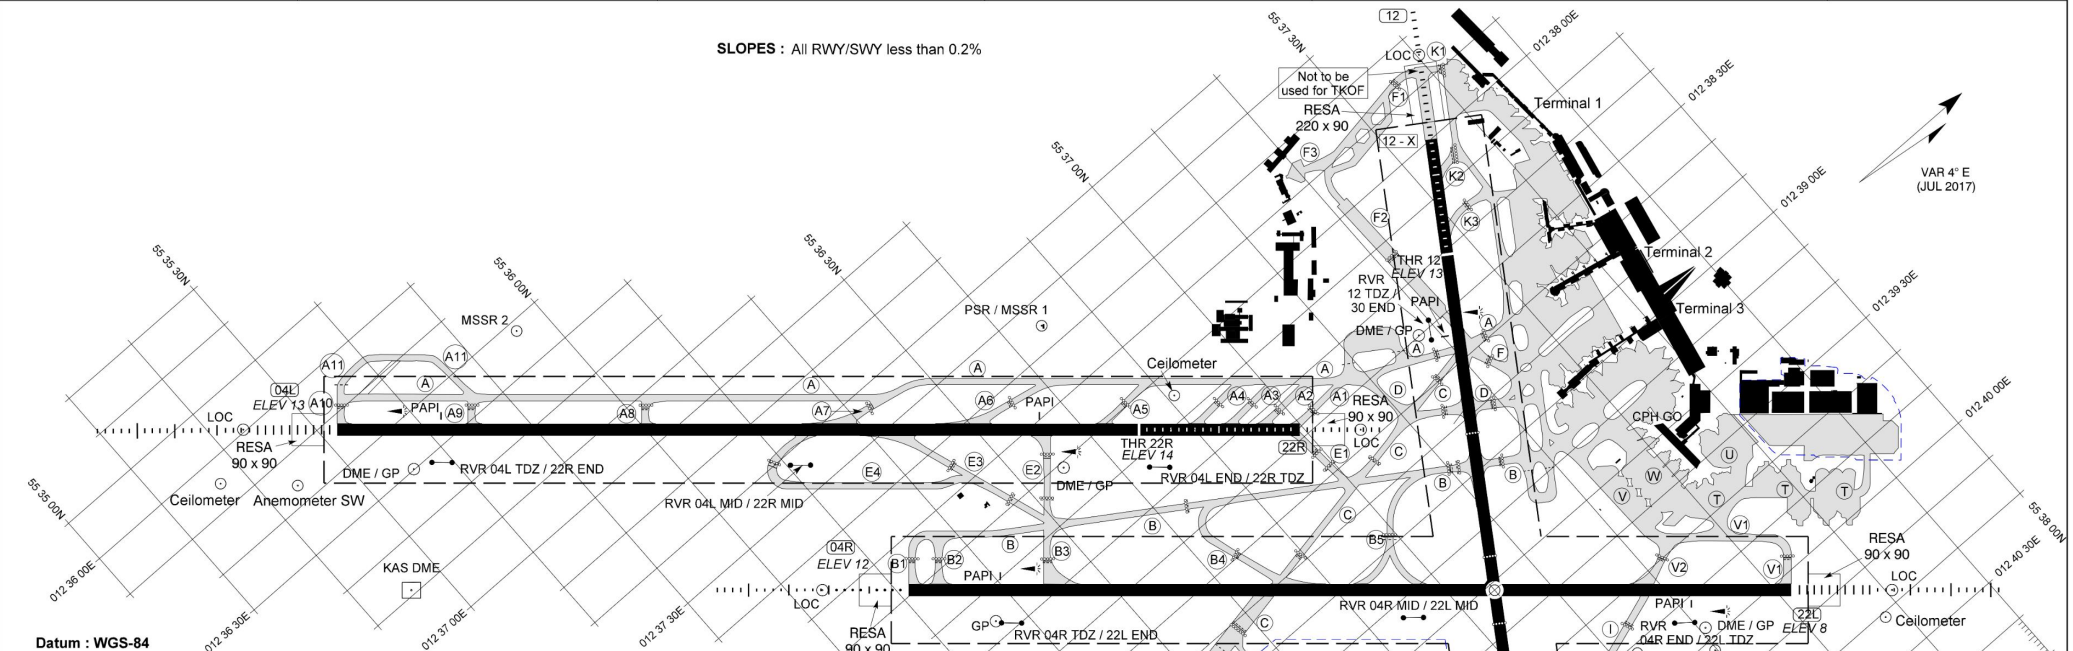 SLOPES : All RWY/SWY less than 0.2%
12
LOC
K1
55 37 30N
012 38 00E
Not to be
used for TKOF
F1
012 38 30E
Terminal 1
RESA
220 x 90
12 - X
F3
55 37 00N
K2
VAR 4° E
(JUL 2017)
012 39 00E
K3
F2
55 35 30N
55 36 00N
55 36 30N
THR 12
ELEV 13
Terminal 2
RVR
12 TDZ /
30 END
PAPI
012 39 30E
MSSR 2
PSR / MSSR 1
Terminal 3
DME / GP
A
A
F
A11
A11
A
A
A
A
Ceilometer
D
C
D
012 40 00E
04L
ELEV 13
A10
PAPI
A9
A8
A7
A6
PAPI
A5
A4
A3
A2
A1
RESA
90 x 90
CPH GO
LOC
LOC
RESA
90 x 90
THR 22R
ELEV 14
22R
E1
C
U
DME / GP
RVR 04L TDZ / 22R END
E4
E3
E2
DME / GP
RVR 04L END / 22R TDZ
B
B
W
55 35 00N
Ceilometer
Anemometer SW
RVR 04L MID / 22R MID
V
T
T
T
55 38 00N
C
B
V1
04R
ELEV 12
B
B3
B5
RESA
90 x 90
012 36 00E
KAS DME
B1
B2
B4
V2
V1
012 40 30E
PAPI
LOC
LOC
012 36 30E
012 37 00E
012 37 30E
RVR 04R MID / 22L MID
PAPI
22L
ELEV 8
Ceilometer
GP
RVR 04R TDZ / 22L END
C
I
RVR
04R END / 22L TDZ
DME / GP
RESA
90 x 90
Datum : WGS-84